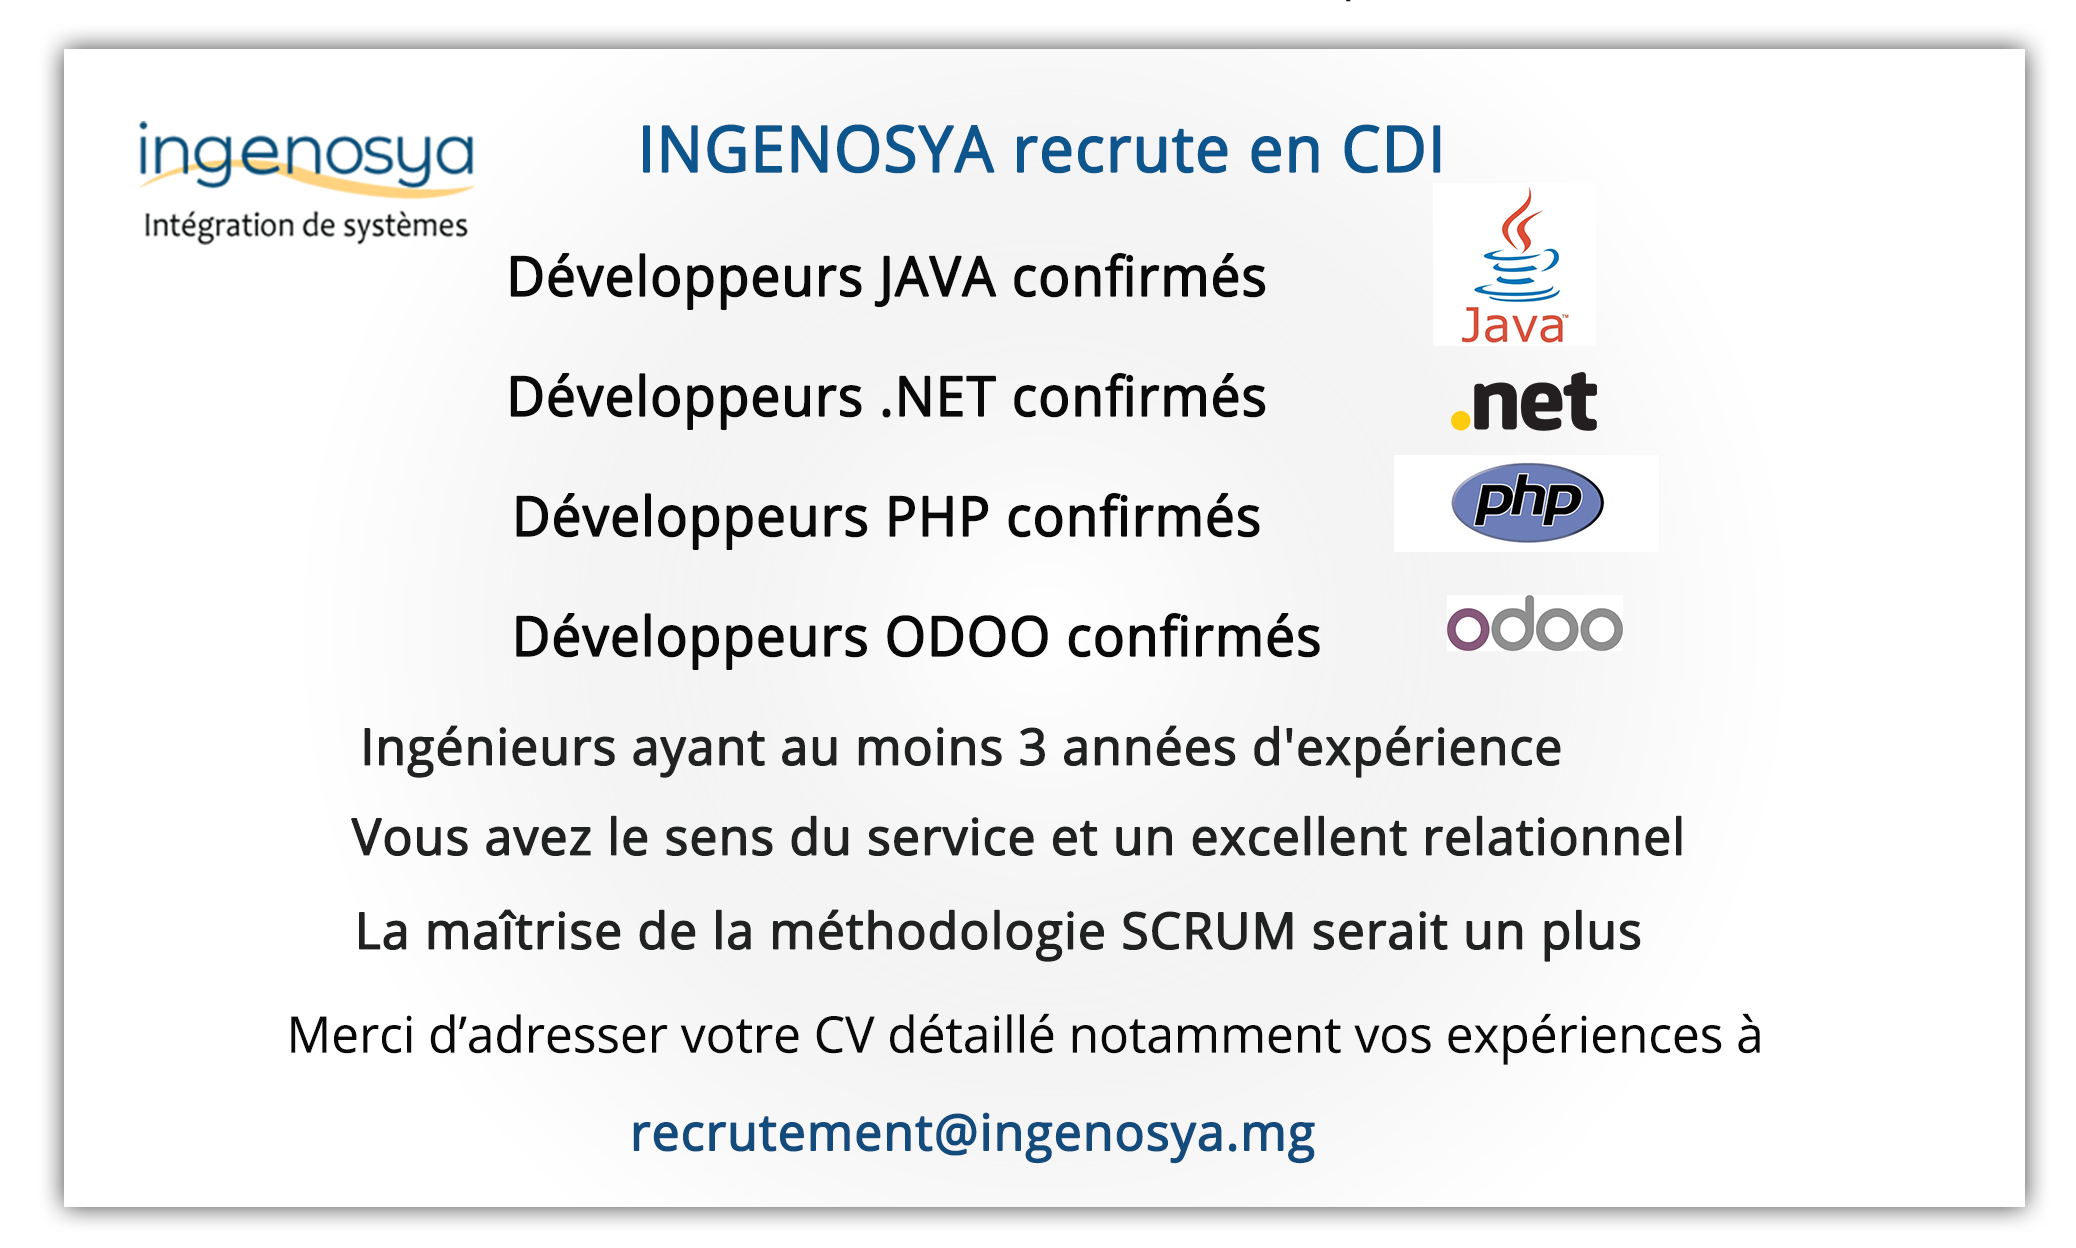 ingenosya
Intégration de systèmes
INGENOSYA recrute en CDI
Développeurs JAVA confirmés
Java™
Développeurs .NET confirmés
.net
Développeurs PHP confirmés
php
Développeurs ODOO confirmés
odoo
Ingénieurs ayant au moins 3 années d'expérience
Vous avez le sens du service et un excellent relationnel
La maîtrise de la méthodologie SCRUM serait un plus
Merci d’adresser votre CV détaillé notamment vos expériences à
recrutement@ingenosya.mg